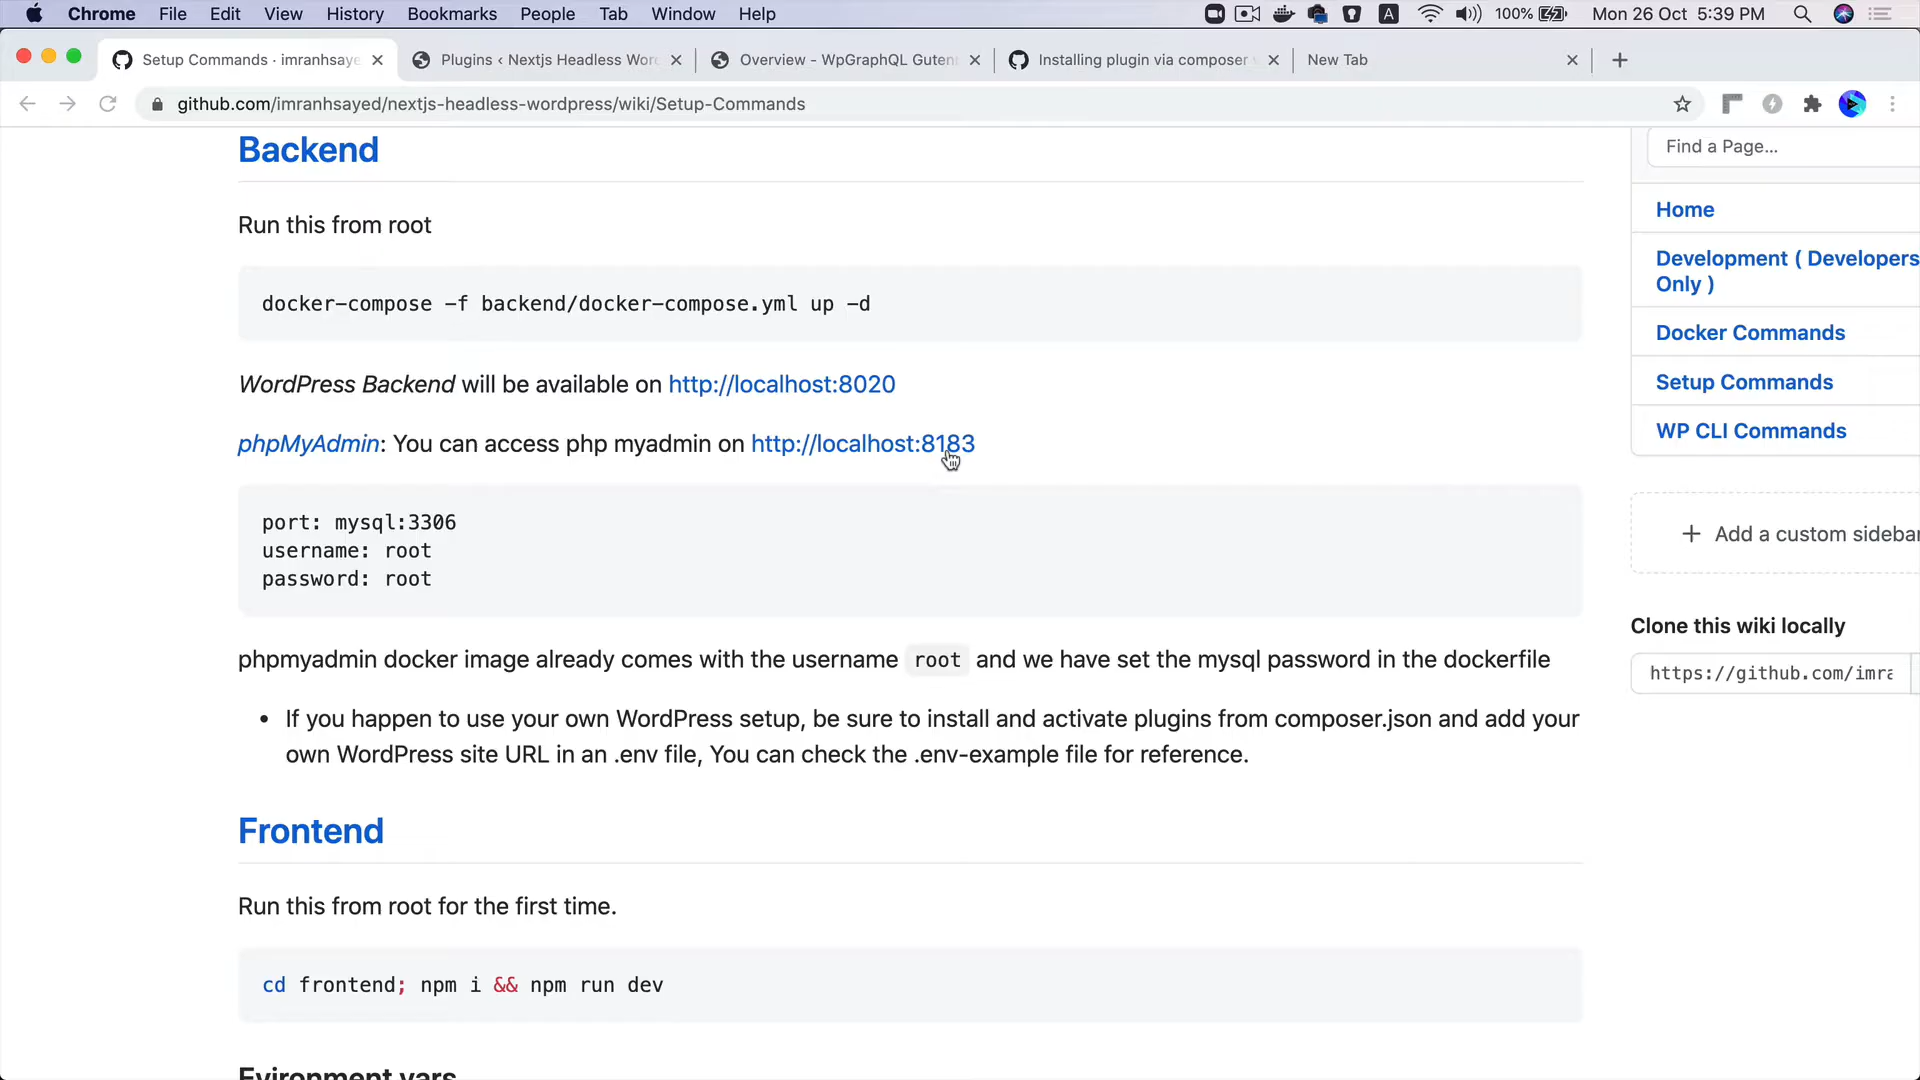 Chrome File Edit View History Bookmarks People Tab Window Help A 100% Mon 26 Oct 5:39 PM
Setup Commands · imranhsaye Plugins ‹ Nextjs Headless Wor Overview - WpGraphQL Guten Installing plugin via composer New Tab
github.com/imranhsayed/nextjs-headless-wordpress/wiki/Setup-Commands
Backend
Run this from root
docker-compose -f backend/docker-compose.yml up -d
WordPress Backend will be available on http://localhost:8020
phpMyAdmin: You can access php myadmin on http://localhost:8183
port: mysql:3306
username: root
password: root
phpmyadmin docker image already comes with the username root and we have set the mysql password in the dockerfile
• If you happen to use your own WordPress setup, be sure to install and activate plugins from composer.json and add your
own WordPress site URL in an .env file, You can check the .env-example file for reference.
Frontend
Run this from root for the first time.
cd frontend; npm i && npm run dev
Evironment vars
Find a Page...
Home
Development ( Developers
Only )
Docker Commands
Setup Commands
WP CLI Commands
+ Add a custom sidebar
Clone this wiki locally
https://github.com/imra